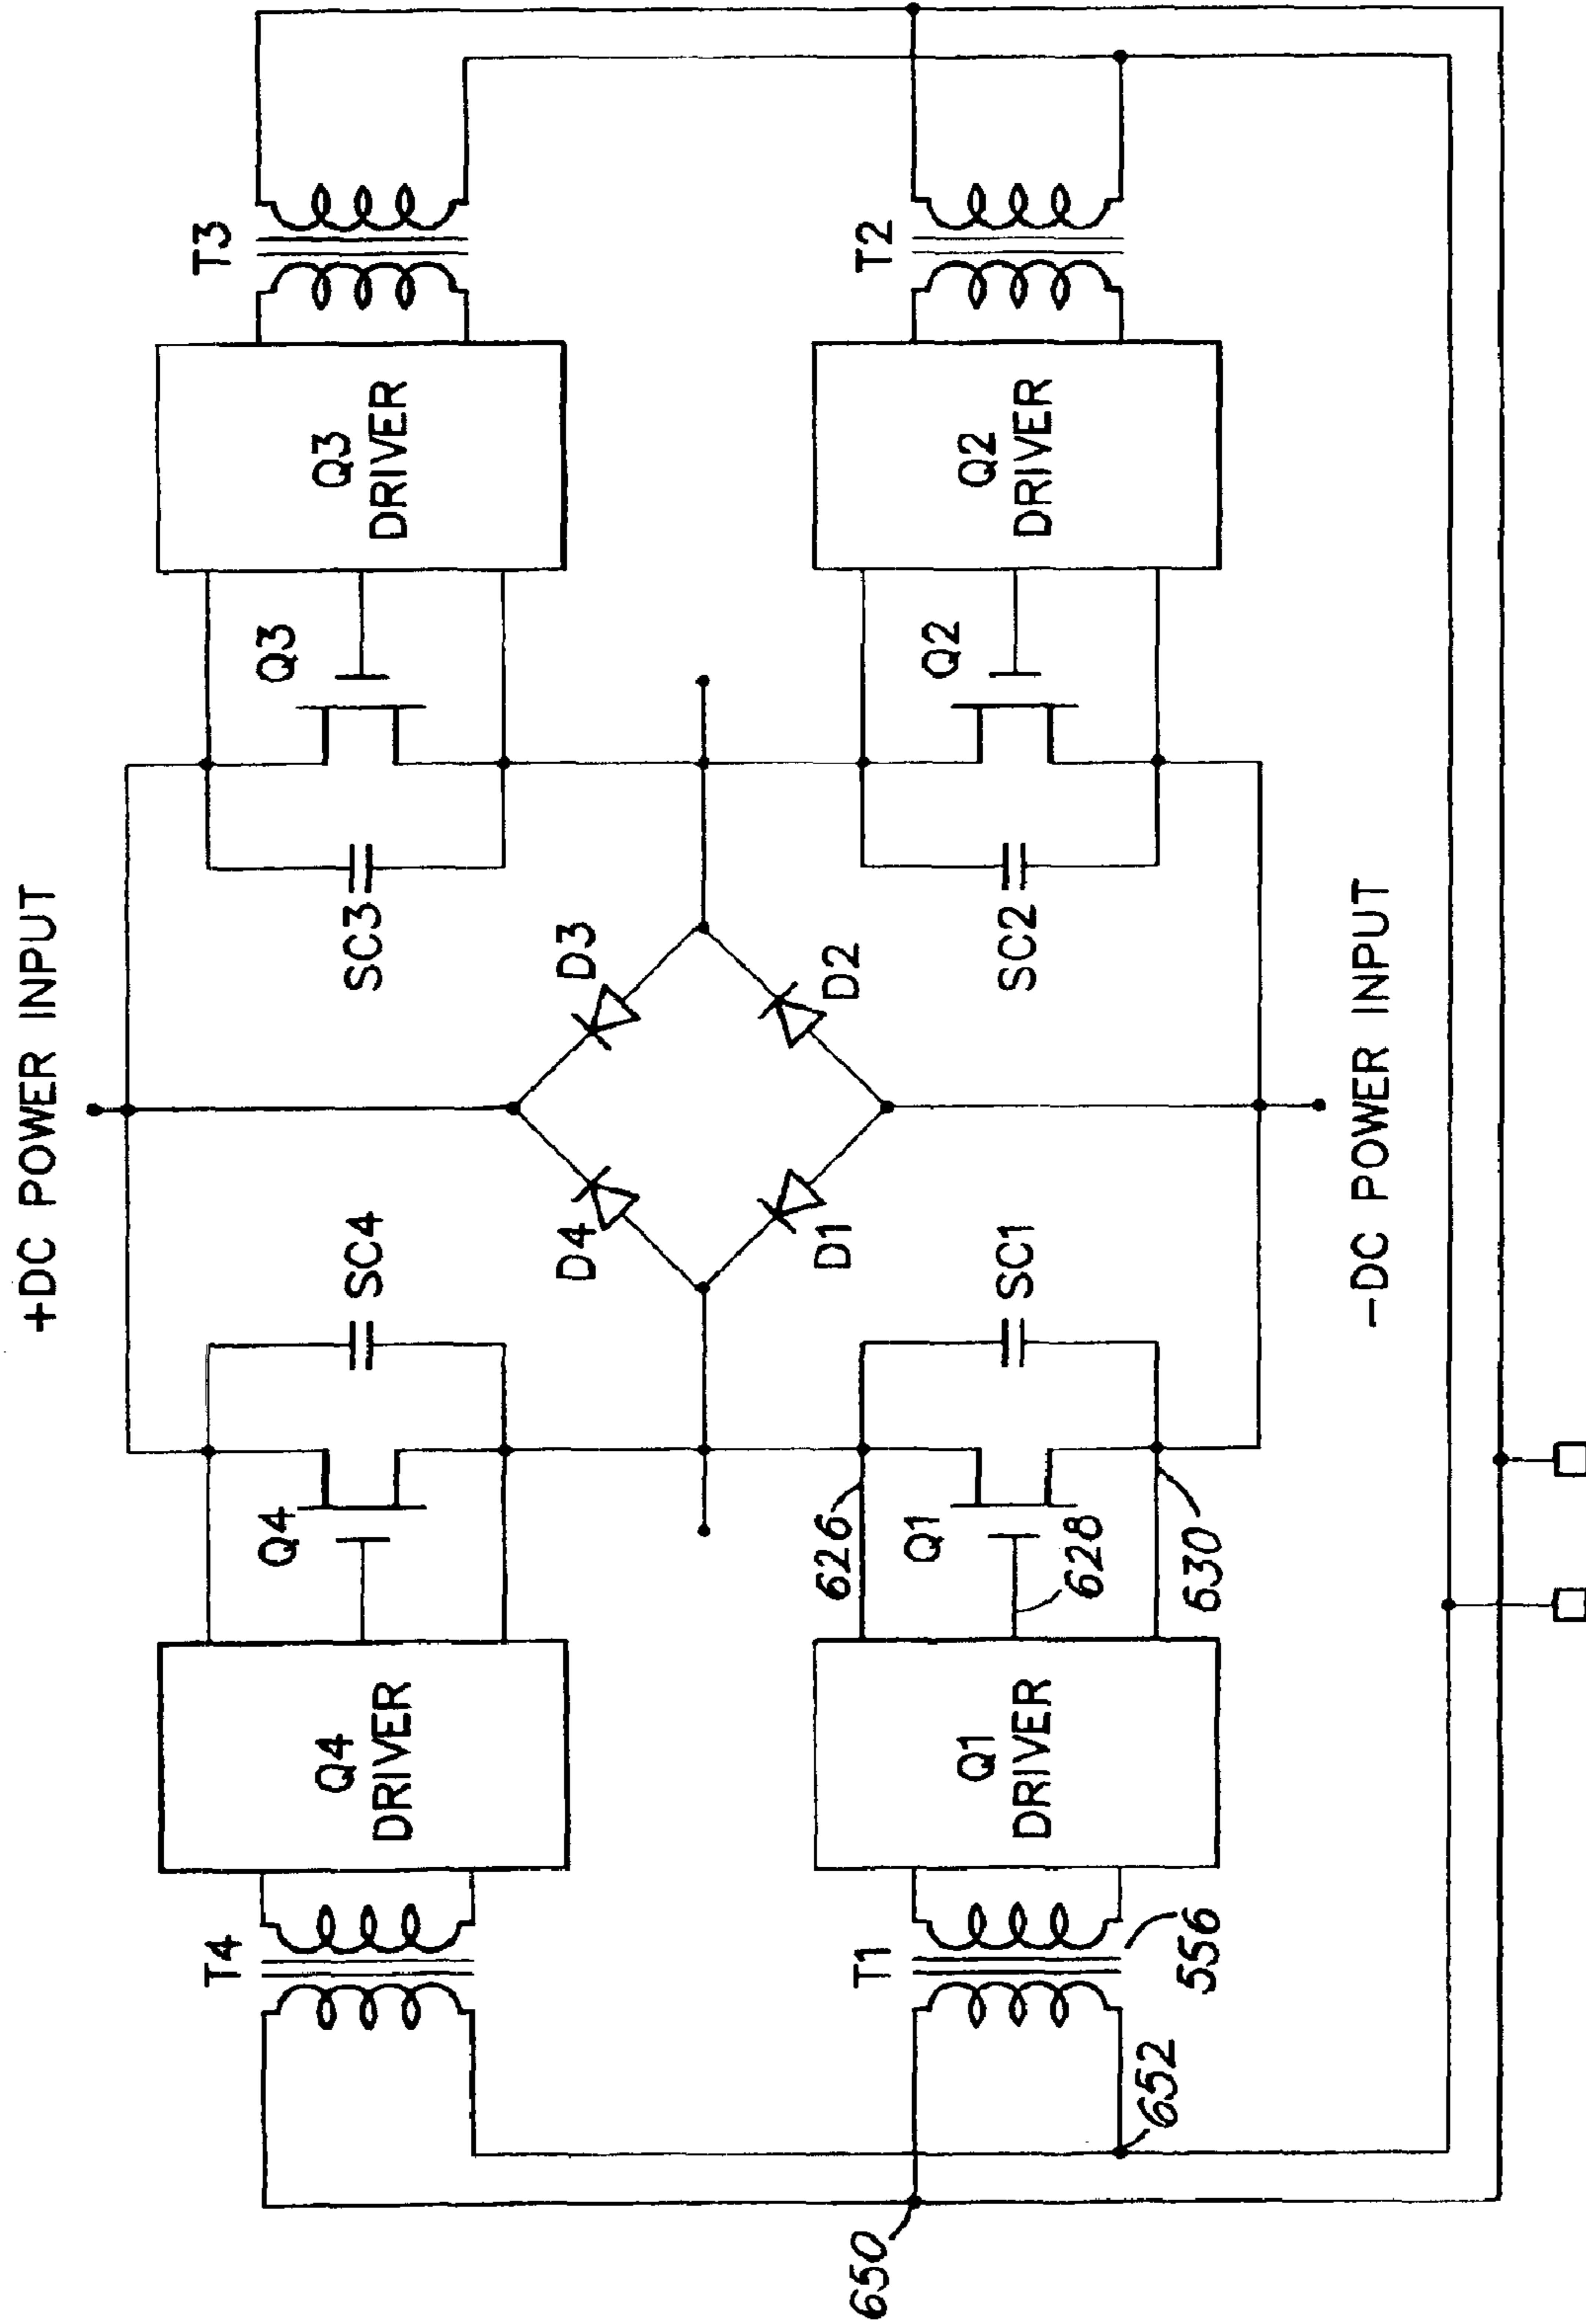 +DC POWER INPUT
T4
T3
Q4
Q3
Q4
DRIVER
SC4
SC3
Q3
DRIVER
D4
D3
626
D1
D2
650
T1
T2
Q1
Q2
Q1
DRIVER
SC1
SC2
Q2
DRIVER
628
652
556
630
−DC POWER INPUT